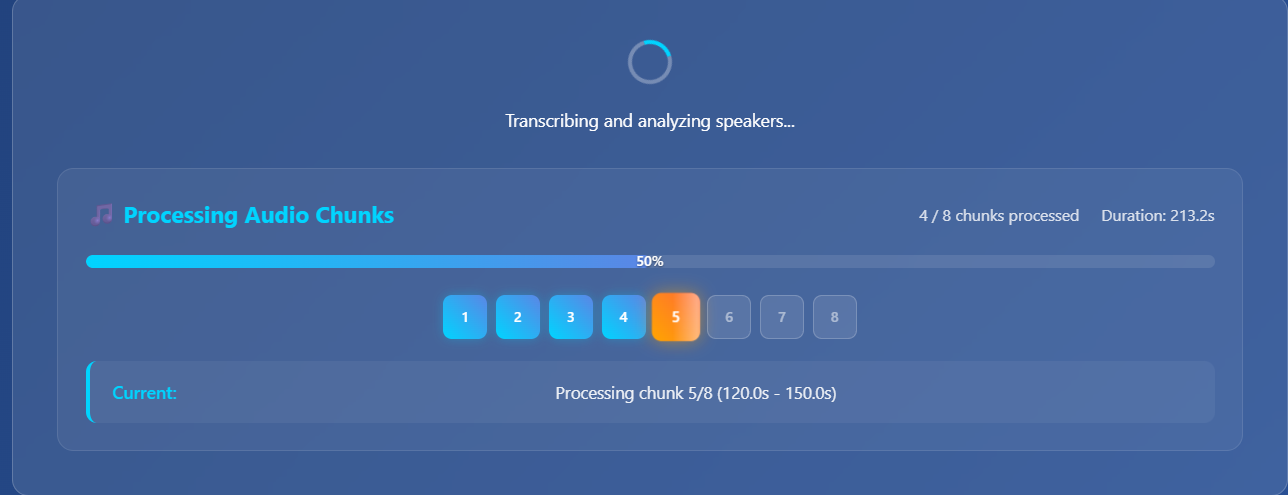 Transcribing and analyzing speakers...
Processing Audio Chunks
4 / 8 chunks processed Duration: 213.2s
50%
1 2 3 4 5 6 7 8
Current: Processing chunk 5/8 (120.0s - 150.0s)